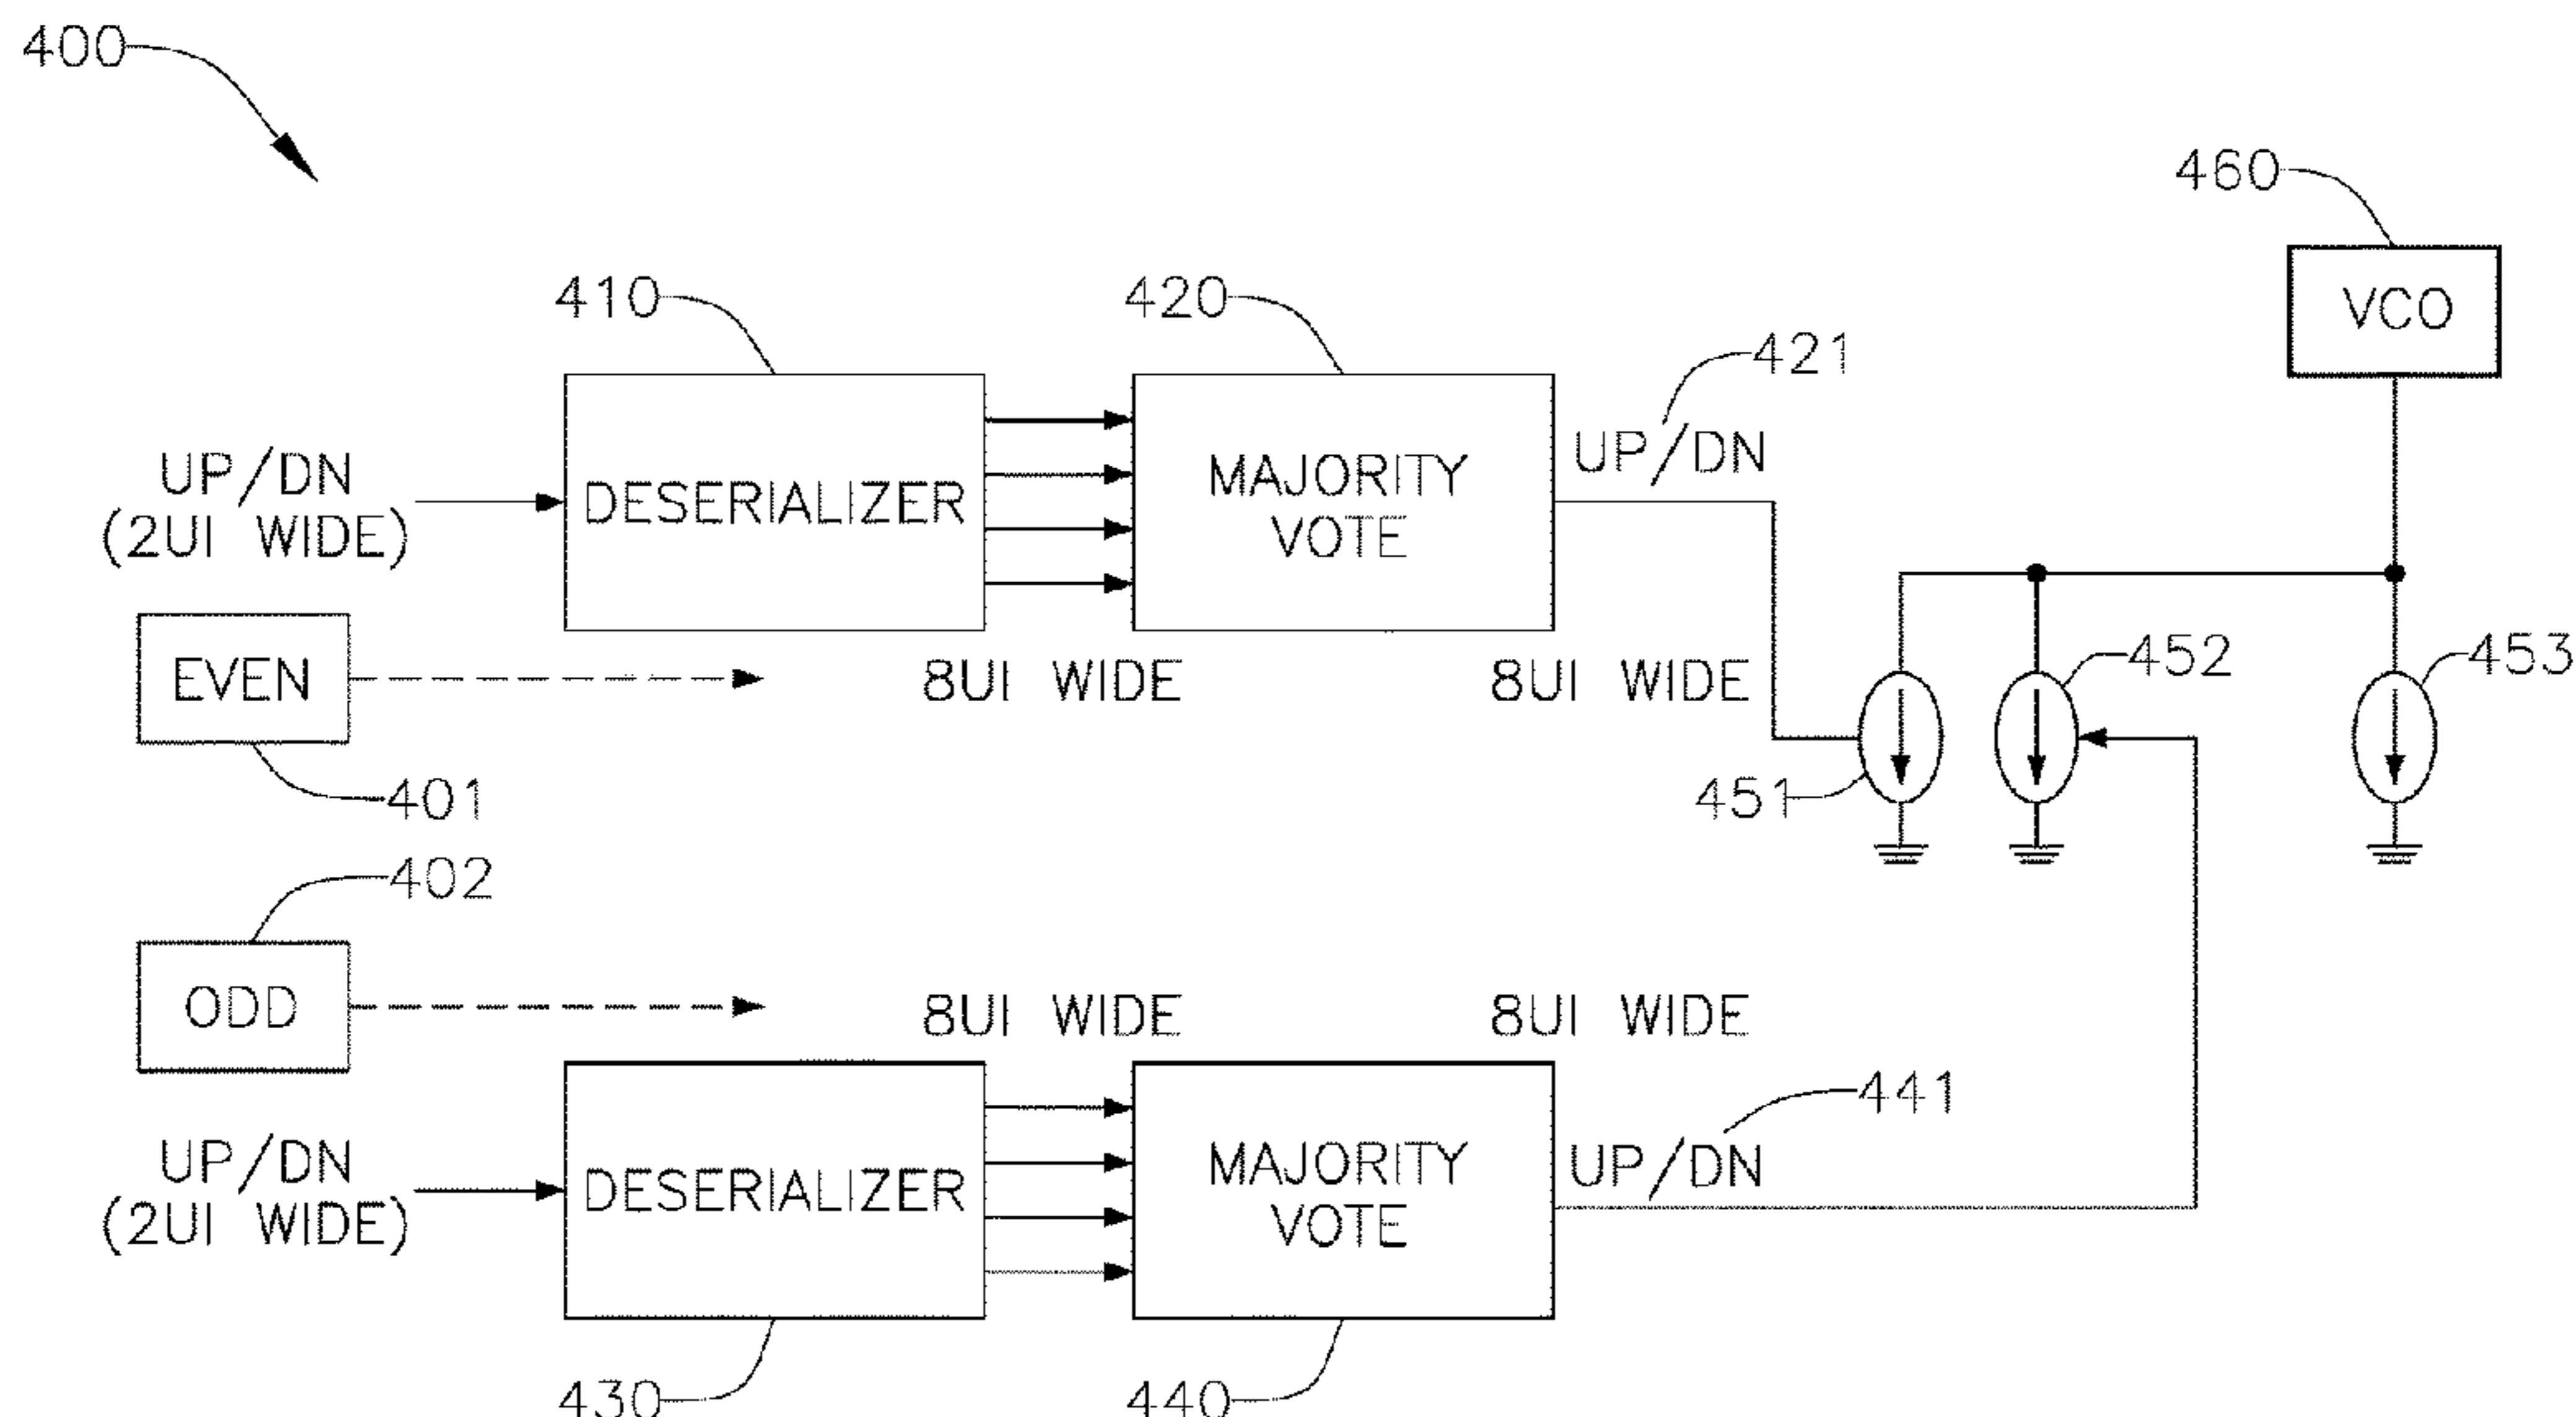 400
460
410
420
421
VCO
UP/DN
(2UI WIDE)
DESERIALIZER
MAJORITY
VOTE
UP/DN
EVEN
8UI WIDE
8UI WIDE
452
453
401
451
402
ODD
8UI WIDE
8UI WIDE
441
UP/DN
(2UI WIDE)
DESERIALIZER
MAJORITY
VOTE
UP/DN
430
440